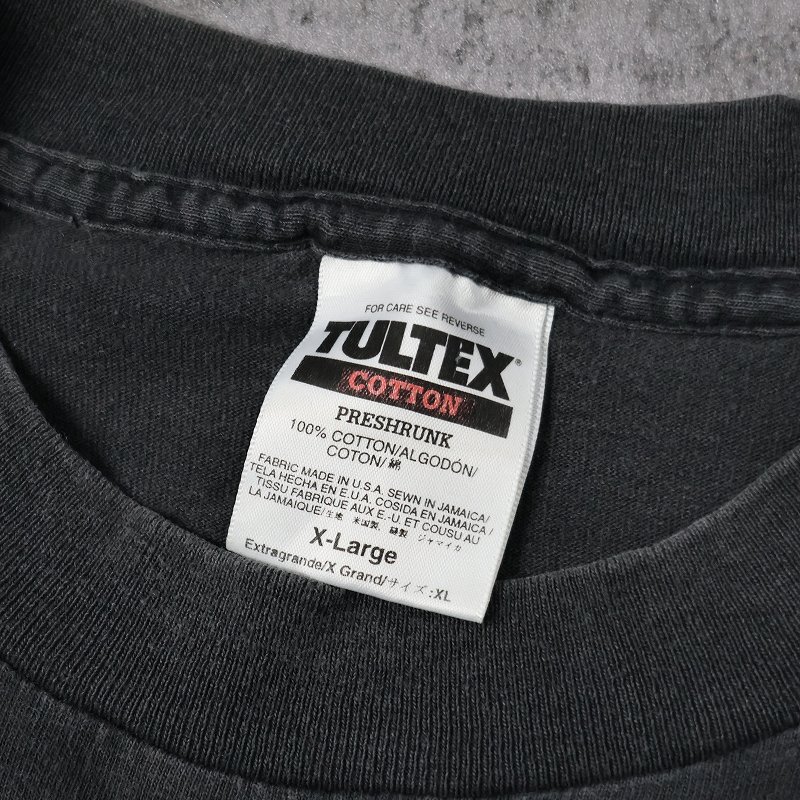 FOR CARE SEE REVERSE
TULTEX®
COTTON
PRESHRUNK
100% COTTON/ALGODÓN/
COTON/綿
FABRIC MADE IN U.S.A. SEWN IN JAMAICA/
TELA HECHA EN E.U.A. COSIDA EN JAMAICA/
TISSU FABRIQUE AUX E.-U. ET COUSU AU
LA JAMAIQUE/生地 米国製 縫製 ジャマイカ
X-Large
Extragrande/X Grand/サイズ:XL